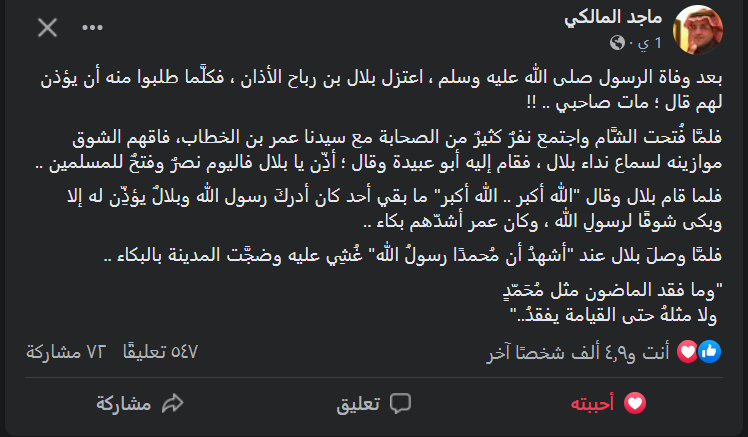 ماجد المالكي
1 ي ·
بعد وفاة الرسول صلى الله عليه وسلم ، اعتزل بلال بن رباح الأذان ، فكلَّما طلبوا منه أن يؤذن
لهم قال ؛ مات صاحبي .. !!
فلمَّا فُتحت الشَّام واجتمع نفرٌ كثيرٌ من الصحابة مع سيدنا عمر بن الخطاب، فاقهم الشوق
موازينه لسماع نداء بلال ، فقام إليه أبو عبيدة وقال ؛ أذِّن يا بلال فاليوم نصرٌ وفتحٌ للمسلمين ..
فلما قام بلال وقال "الله أكبر .. الله أكبر" ما بقي أحد كان أدركَ رسول الله وبلالٌ يؤذِّن له إلا
وبكى شوقًا لرسولِ الله ، وكان عمر أشدّهم بكاء ..
فلمَّا وصلَ بلال عند "أشهدُ أن مُحمدًا رسولُ الله" غُشِي عليه وضجَّت المدينة بالبكاء ..
"وما فقد الماضون مثل مُحَمّدٍ
ولا مثلهُ حتى القيامة يفقدُ.."
أنت و٤٫٩ ألف شخصًا آخر
٥٤٧ تعليقًا ٧٢ مشاركة
أحببته
تعليق
مشاركة